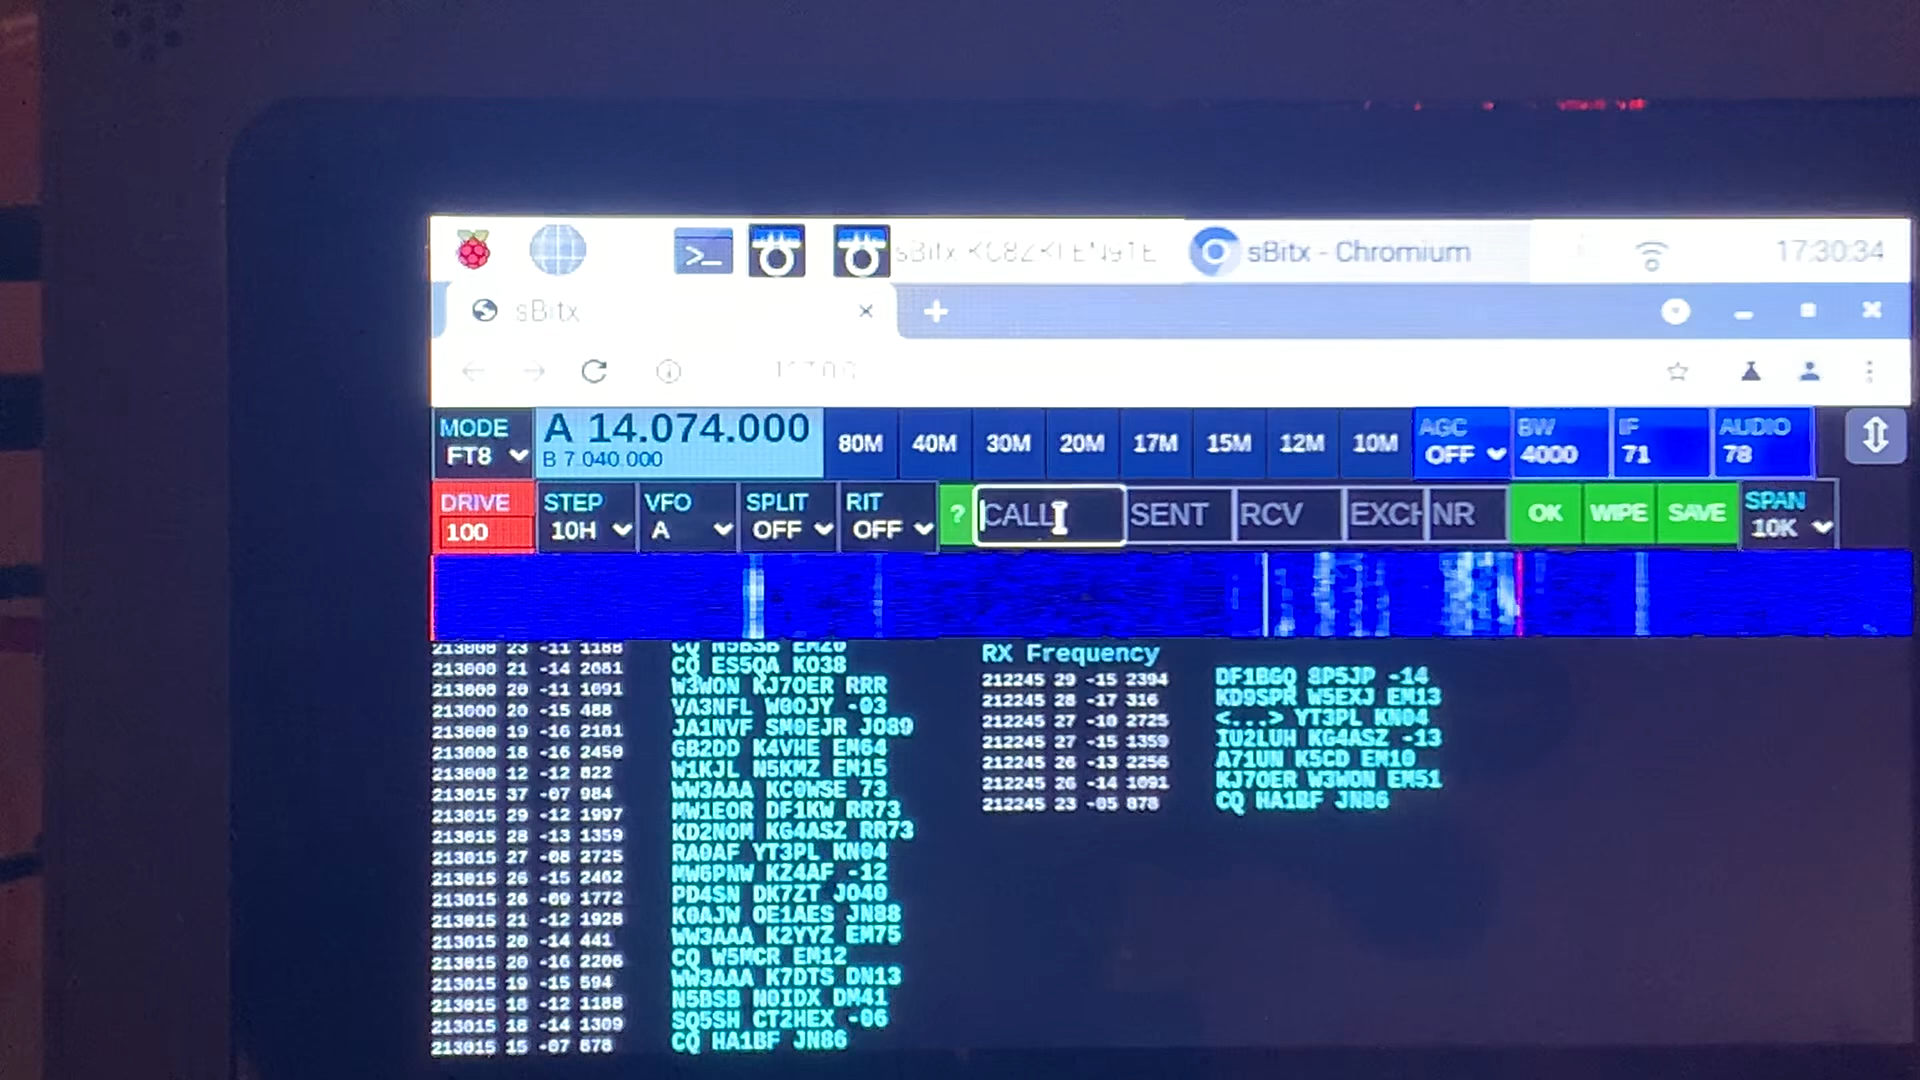 sBitx - Chromium 17:30:34
sBitx
MODE A 14.074.000 80M 40M 30M 20M 17M 15M 12M 10M AGC BW IF AUDIO
FT8 B 7.040.000 OFF 4000 71 78
DRIVE STEP VFO SPLIT RIT ? CALL SENT RCV EXCH NR OK WIPE SAVE SPAN
100 10H A OFF OFF 10K
213000 23 -11 1188 CQ N5BSB EM20
213000 21 -14 2681 CQ ES5QA KO38
213000 20 -11 1091 W3WON KJ7OER RRR
213000 20 -15 488 VA3NFL W0OJY -03
213000 19 -16 2181 JA1NVF SM0EJR JO89
213000 18 -16 2450 GB2DD K4VHE EM64
213000 12 -12 822 W1KJL N5KMZ EM15
213015 37 -07 984 WW3AAA KC0WSE 73
213015 29 -12 1997 MW1EOR DF1KW RR73
213015 28 -13 1359 KD2NOM KG4ASZ RR73
213015 27 -08 2725 RA0AF YT3PL KN04
213015 26 -15 2462 MW6PNW KZ4AF -12
213015 26 -09 1772 PD4SN DK7ZT JO40
213015 21 -12 1928 K0AJW OE1AES JN88
213015 20 -14 441 WW3AAA K2YYZ EM75
213015 20 -16 2206 CQ W5MCR EM12
213015 19 -15 594 WW3AAA K7DTS DN13
213015 18 -12 1188 N5BSB N0IDX DM41
213015 18 -14 1309 SQ5SH CT2HEX -06
213015 15 -07 878 CQ HA1BF JN86
RX Frequency
212245 29 -15 2394 DF1BGQ 8P5JP -14
212245 28 -17 316 KD9SPR W5EXJ EM13
212245 27 -10 2725 <...> YT3PL KN04
212245 27 -15 1359 IU2LUH KG4ASZ -13
212245 26 -13 2256 A71UN K5CD EM10
212245 26 -14 1091 KJ7OER W3WON EM51
212245 23 -05 878 CQ HA1BF JN86